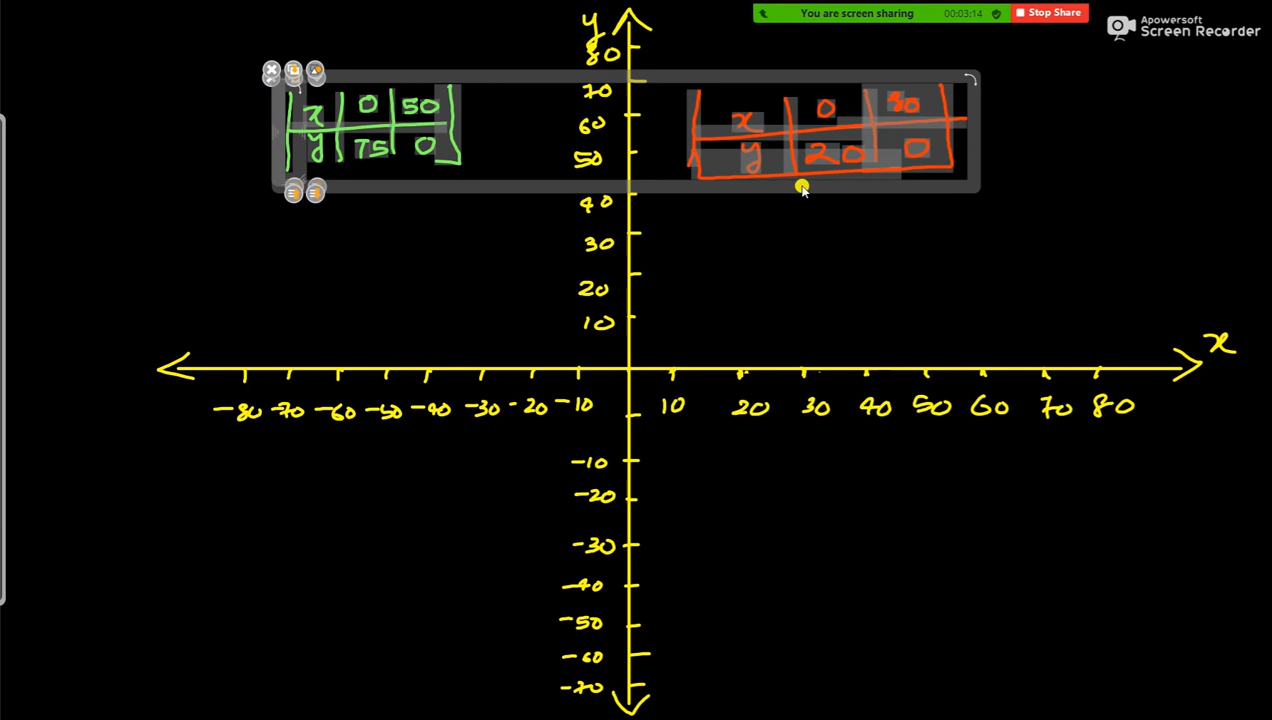 You are screen sharing 00:03:14 Stop Share
Apowersoft
Screen Recorder
y
80
70
60
50
40
30
20
10
x 0 50
y 75 0
x 0 80
y 20 0
x
-80 -70 -60 -50 -40 -30 -20 -10 10 20 30 40 50 60 70 80
-10
-20
-30
-40
-50
-60
-70